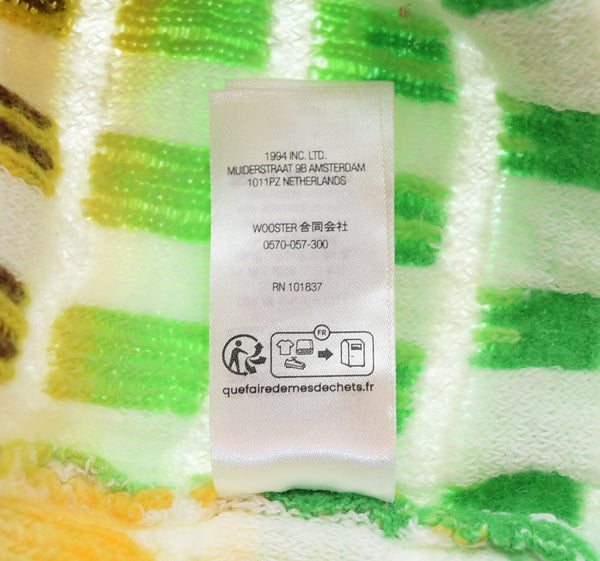 1994 INC. LTD.
MUIDERSTRAAT 9B AMSTERDAM
1011PZ NETHERLANDS
WOOSTER 合同会社
0570-057-300
RN 101837
FR
quefairedemesdechets.fr